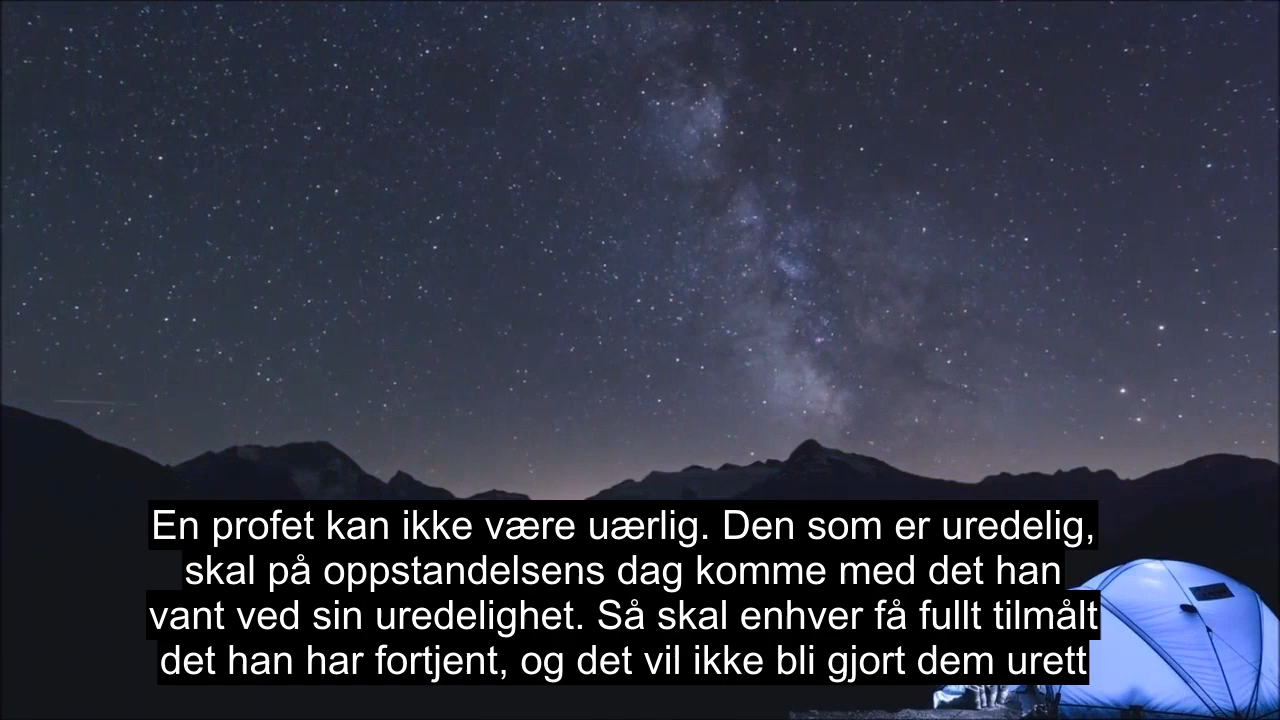 En profet kan ikke være uærlig. Den som er uredelig,
skal på oppstandelsens dag komme med det han
vant ved sin uredelighet. Så skal enhver få fullt tilmålt
det han har fortjent, og det vil ikke bli gjort dem urett